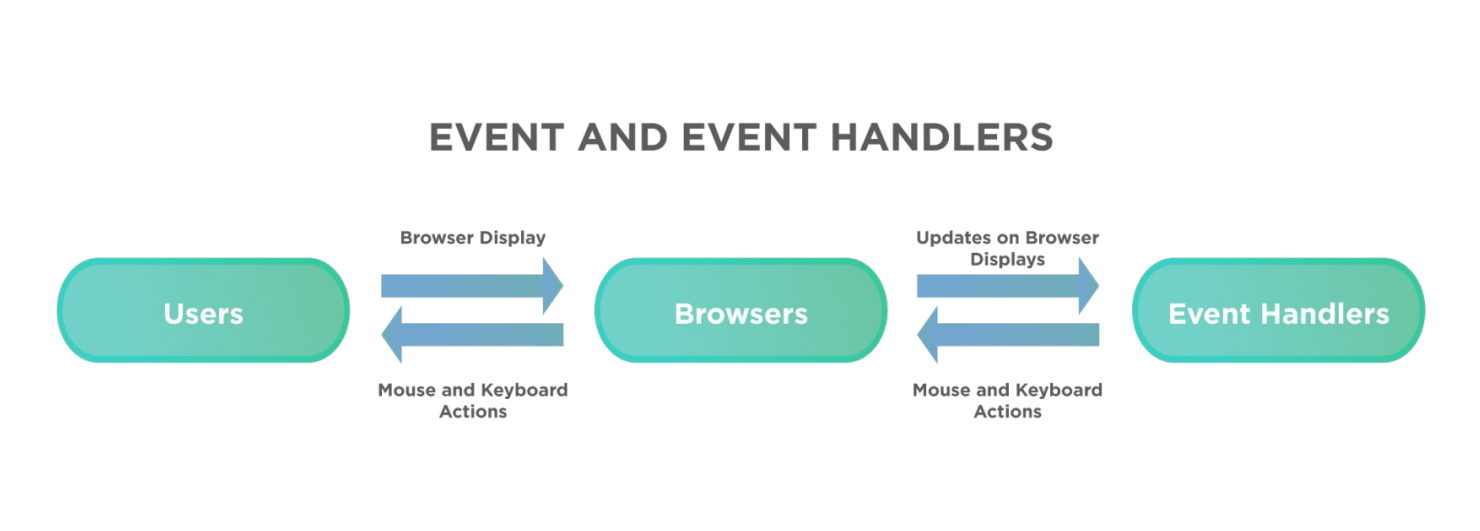 EVENT AND EVENT HANDLERS
Browser Display
Updates on Browser
Displays
Users
Browsers
Event Handlers
Mouse and Keyboard
Actions
Mouse and Keyboard
Actions